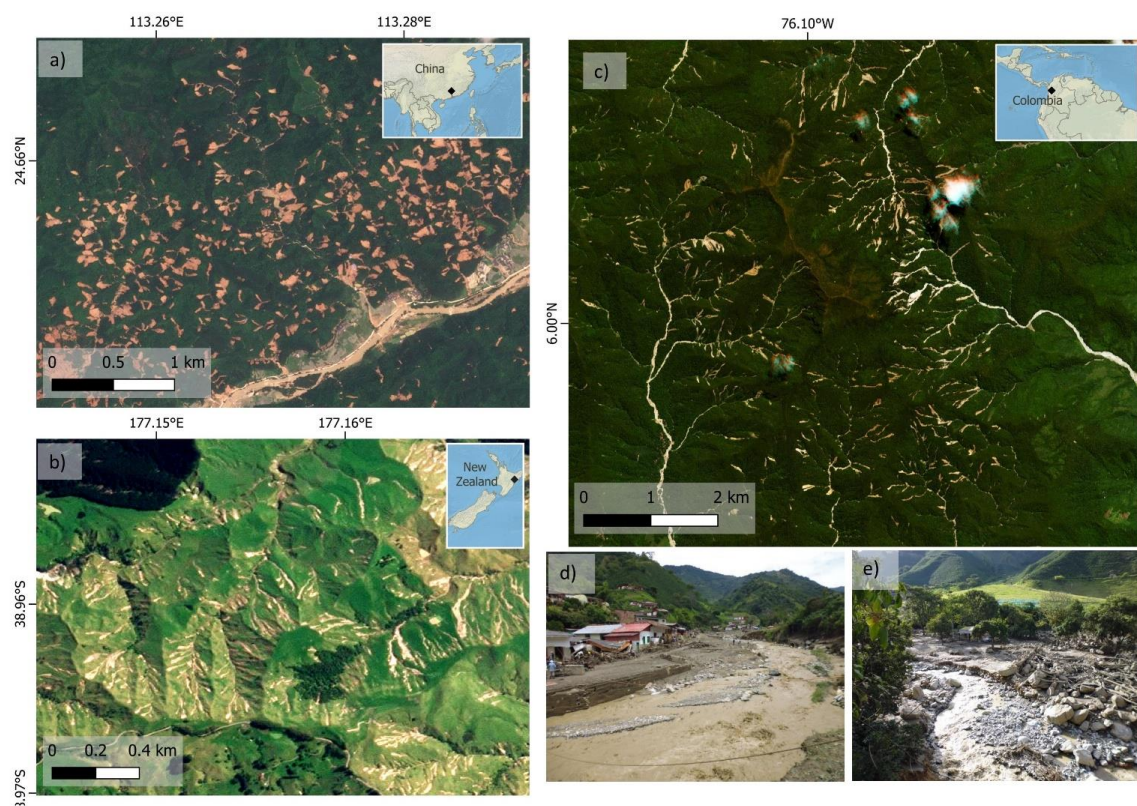 113.26°E
113.28°E
a)
China
24.66°N
0 0.5 1 km
177.15°E
177.16°E
b)
New
Zealand
38.96°N
0 0.2 0.4 km
76.10°W
c)
Colombia
6.00°N
0 1 2 km
d)
e)